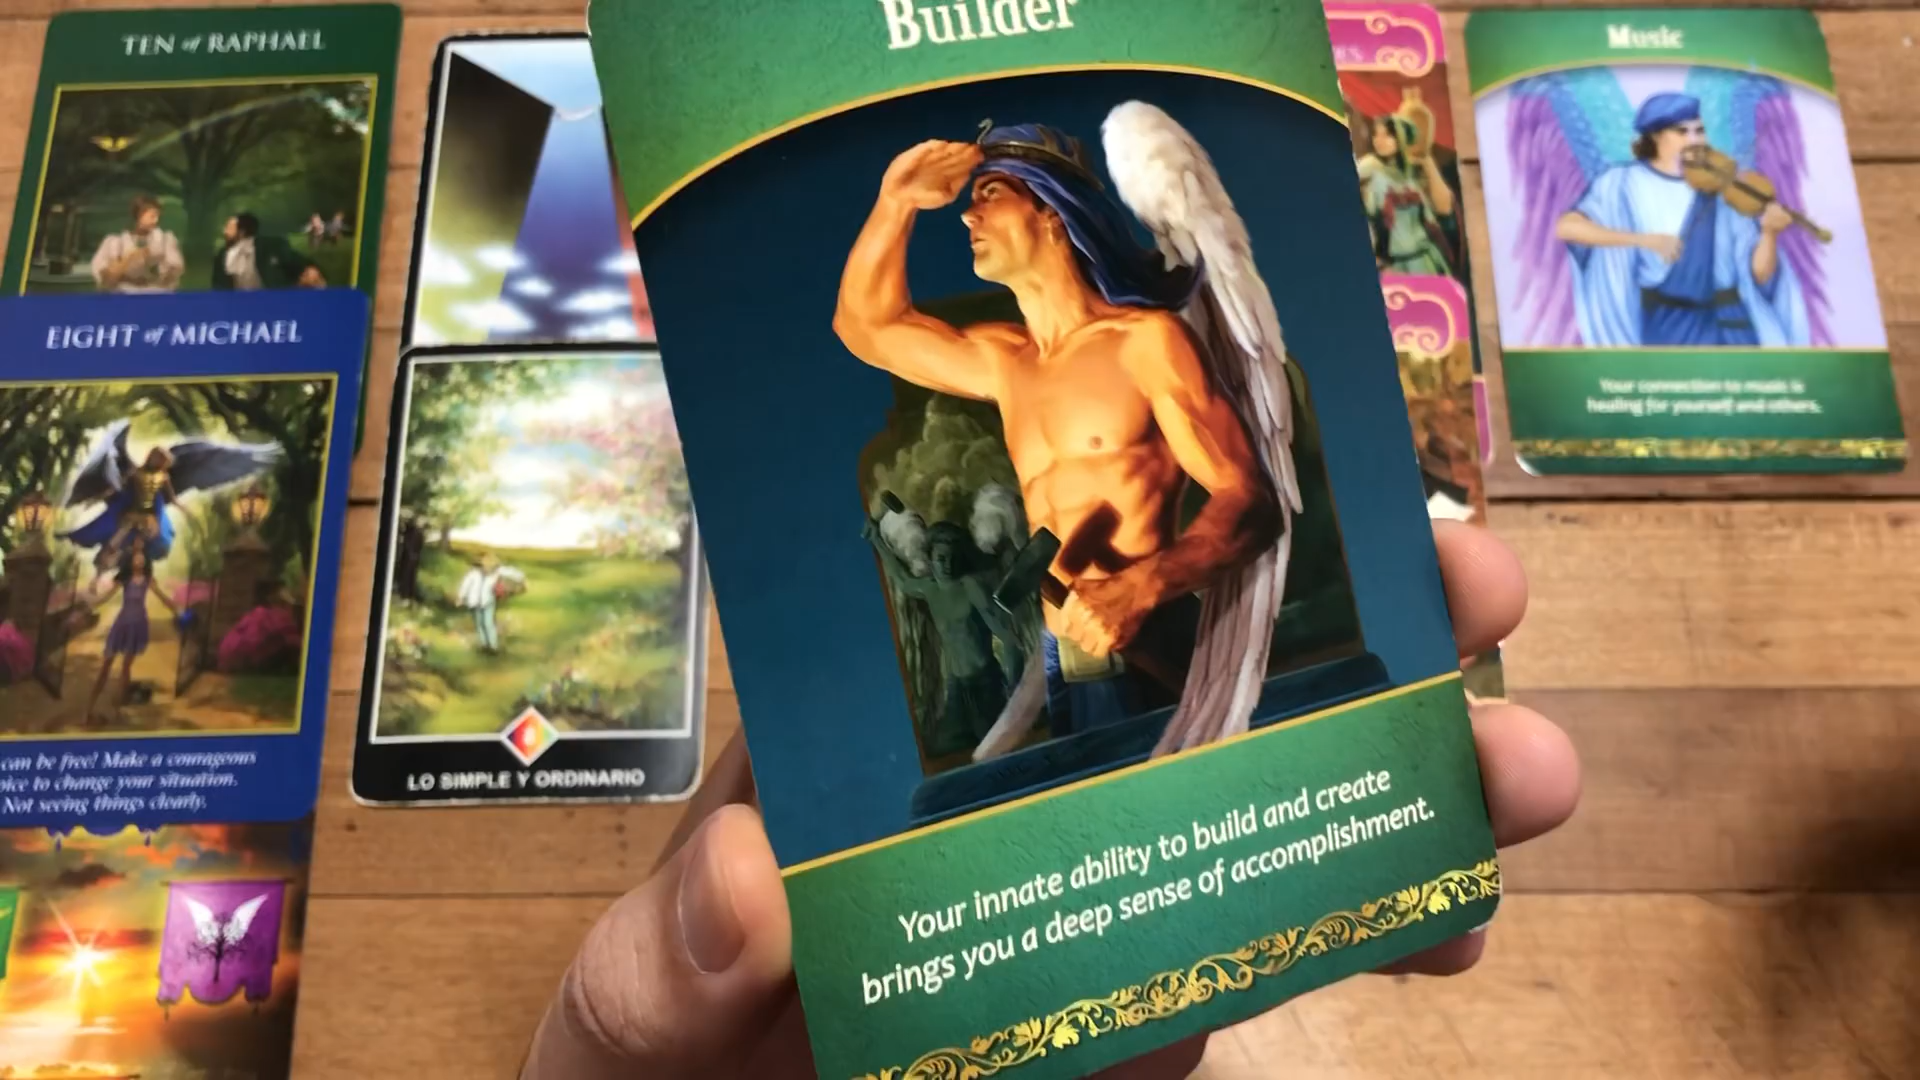 TEN of RAPHAEL
EIGHT of MICHAEL
can be free! Make a courageous
to change your situation.
Not seeing things clearly.
LO SIMPLE Y ORDINARIO
Builder
Your innate ability to build and create
brings you a deep sense of accomplishment.
Music
Your connection to music is
healing for yourself and others.